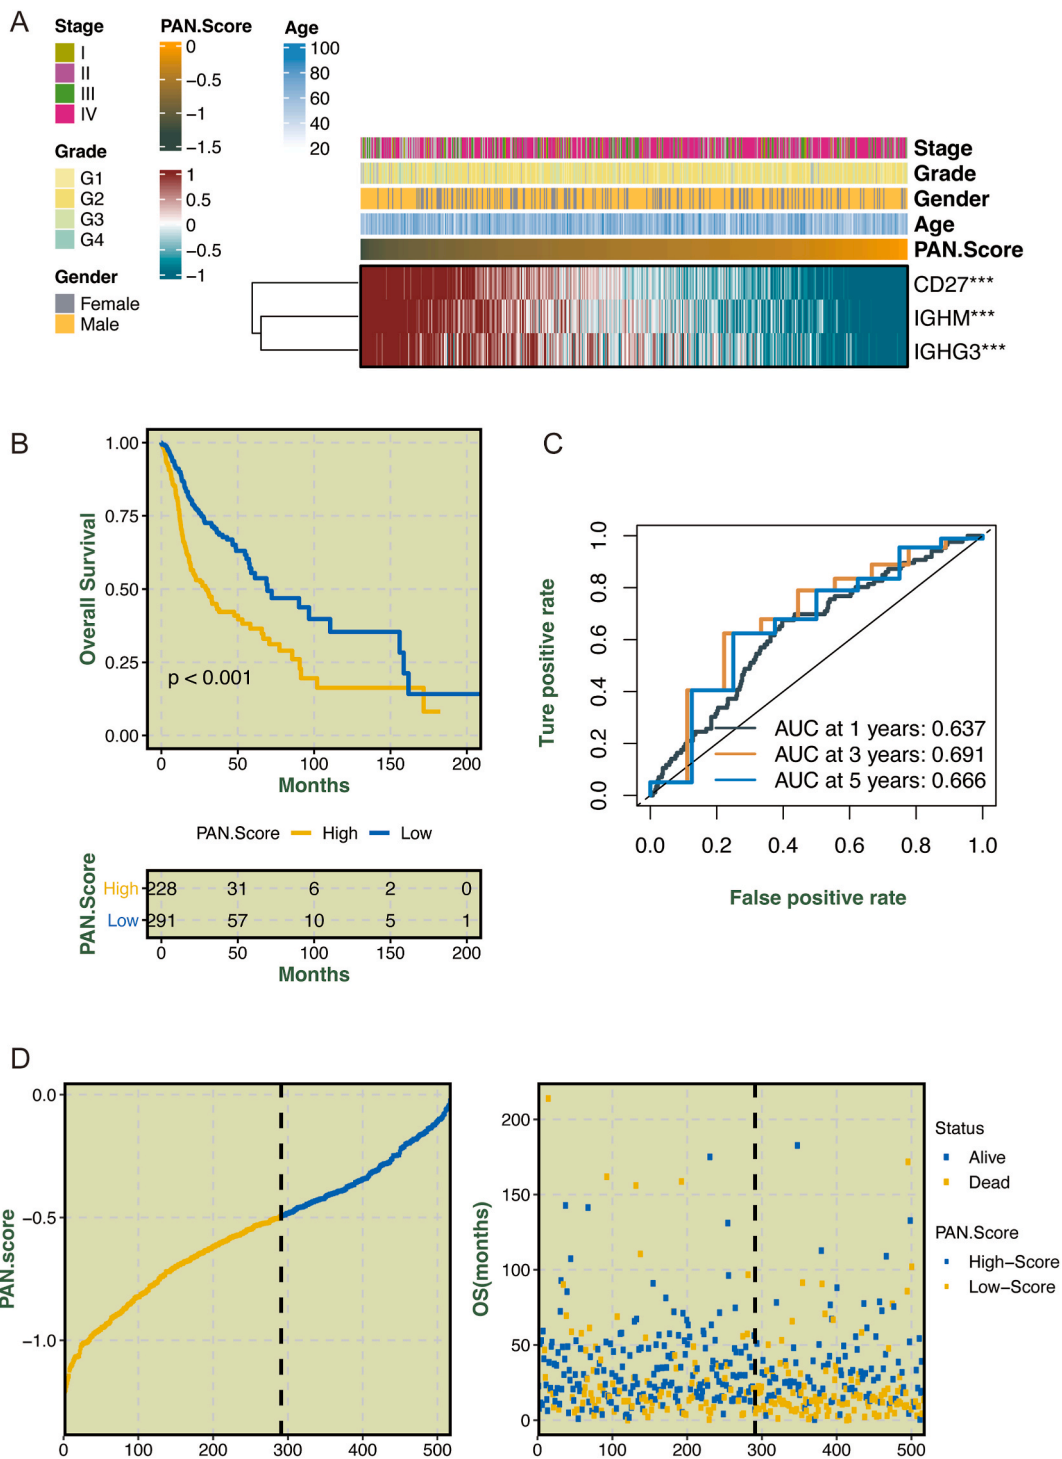 A
Stage
I
II
III
IV
Grade
G1
G2
G3
G4
Gender
Female
Male
PAN.Score
0
−0.5
−1
−1.5
1
0.5
0
−0.5
−1
Age
100
80
60
40
20
Stage
Grade
Gender
Age
PAN.Score
CD27***
IGHM***
IGHG3***
B
Overall Survival
1.00
0.75
0.50
0.25
0.00
p < 0.001
0 50 100 150 200
Months
PAN.Score High Low
PAN.Score
High 228 31 6 2 0
Low 291 57 10 5 1
0 50 100 150 200
Months
C
Ture positive rate
1.0
0.8
0.6
0.4
0.2
0.0
AUC at 1 years: 0.637
AUC at 3 years: 0.691
AUC at 5 years: 0.666
0.0 0.2 0.4 0.6 0.8 1.0
False positive rate
D
PAN.score
0.0
−0.5
−1.0
0 100 200 300 400 500
OS(months)
200
150
100
50
0
0 100 200 300 400 500
Status
Alive
Dead
PAN.Score
High−Score
Low−Score